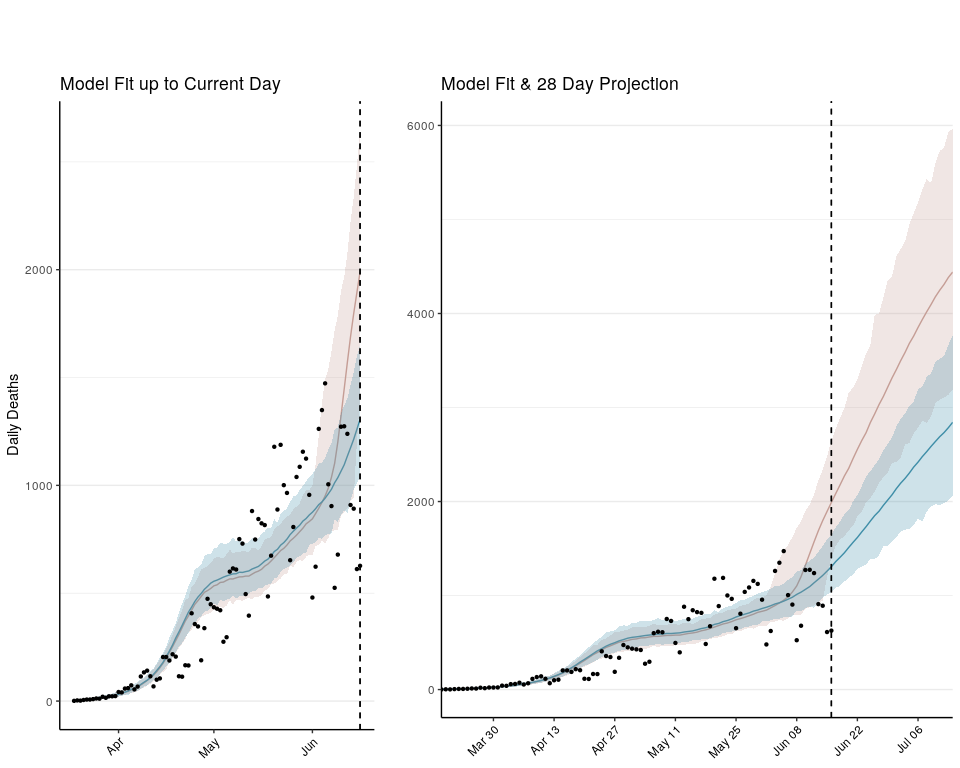 Model Fit up to Current Day
Daily Deaths
2000
1000
0
Apr
May
Jun
Model Fit & 28 Day Projection
6000
4000
2000
0
Mar 30
Apr 13
Apr 27
May 11
May 25
Jun 08
Jun 22
Jul 06